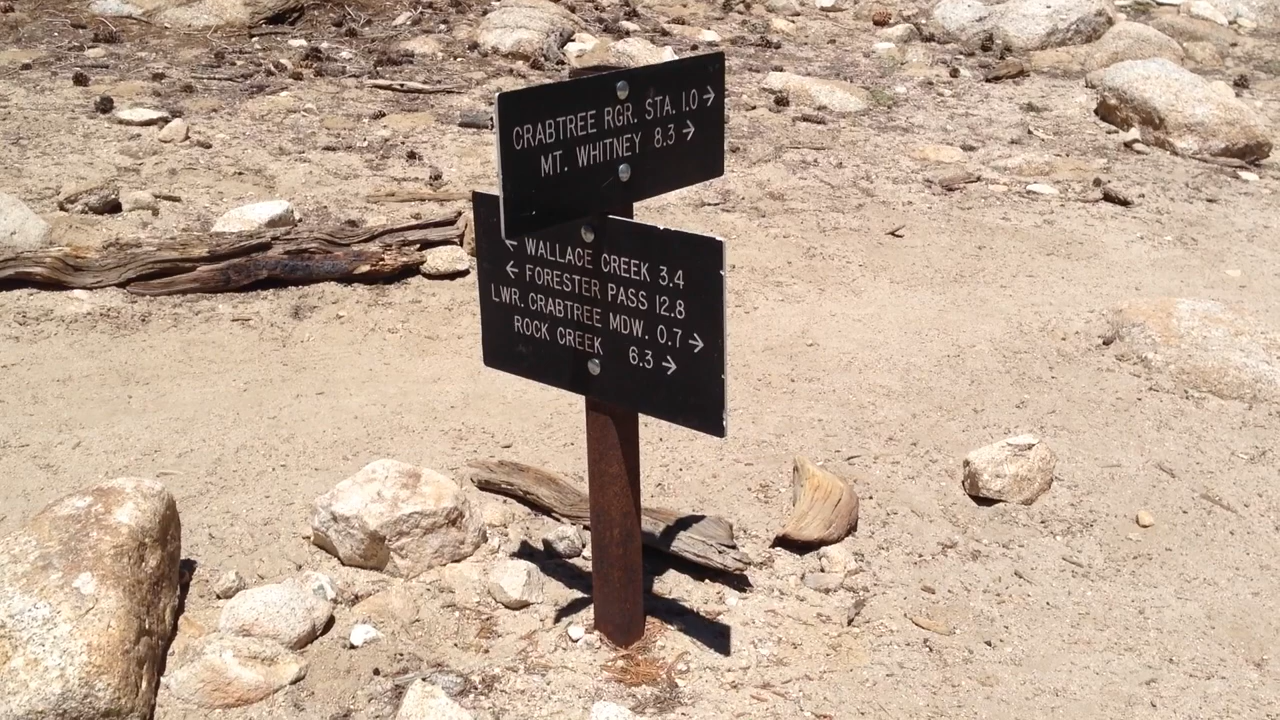 CRABTREE RGR. STA. 1.0 →
MT. WHITNEY 8.3 →
← WALLACE CREEK 3.4
← FORESTER PASS 12.8
LWR. CRABTREE MDW. 0.7 →
ROCK CREEK 6.3 →